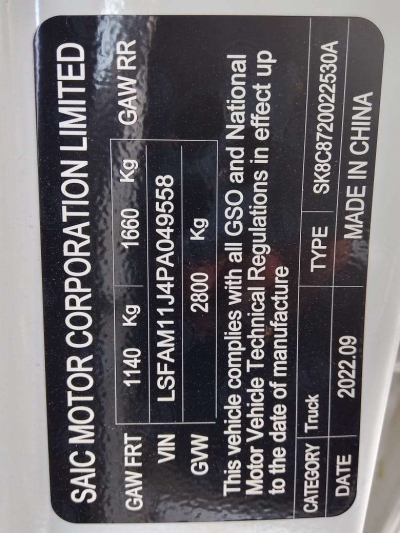 SAIC MOTOR CORPORATION LIMITED
GAW FRT 1140 Kg 1660 Kg GAW RR
VIN LSFAM11J4PA049558
GVW 2800 Kg
This vehicle complies with all GSO and National
Motor Vehicle Technical Regulations in effect up
to the date of manufacture
CATEGORY Truck TYPE SK8C8720022530A
DATE 2022.09 MADE IN CHINA